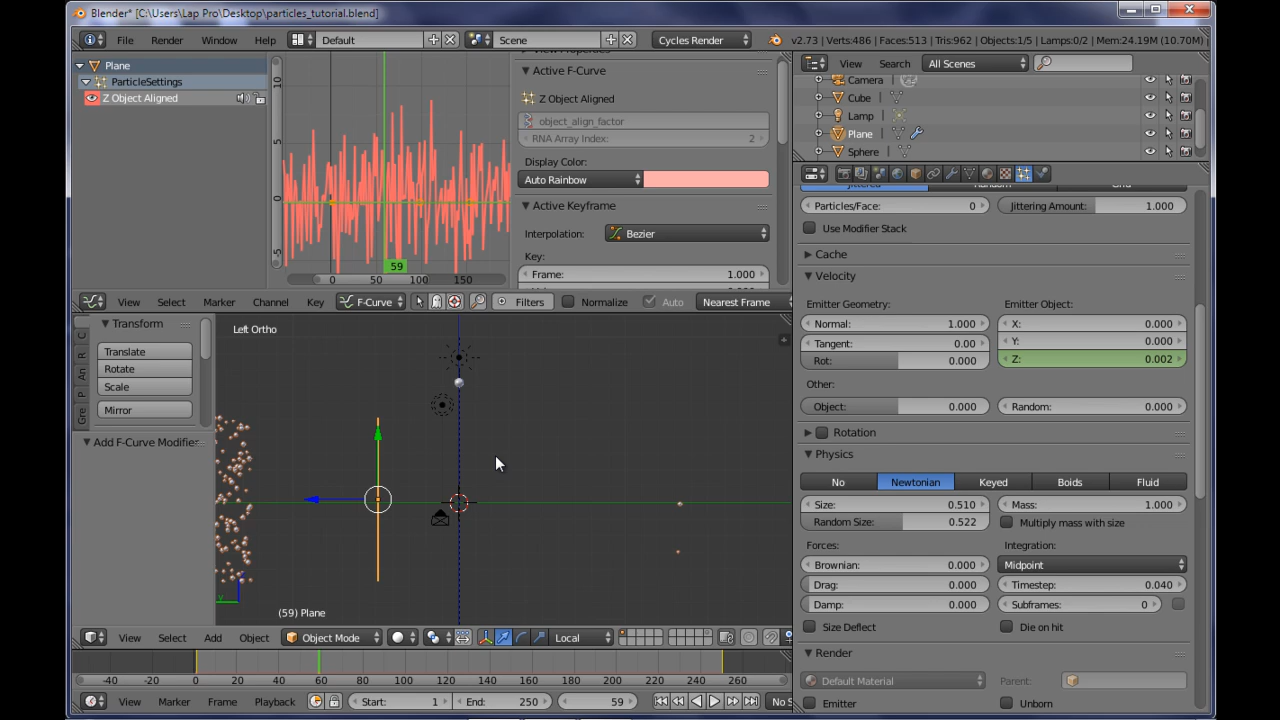 Blender* [C:\Users\Lap Pro\Desktop\particles_tutorial.blend]
File Render Window Help Default Scene Cycles Render v2.73 | Verts:486 | Faces:513 | Tris:962 | Objects:1/5 | Lamps:0/2 | Mem:24.19M (10.70M)
Plane
ParticleSettings
Z Object Aligned
10
5
0
-5
59
0 50 100 150
Active F-Curve
Z Object Aligned
object_align_factor
RNA Array Index: 2
Display Color:
Auto Rainbow
Active Keyframe
Interpolation: Bezier
Key:
Frame: 1.000
View Select Marker Channel Key F-Curve Filters Normalize Auto Nearest Frame
View Search All Scenes
Camera
Cube
Lamp
Plane
Sphere
Particles/Face: 0 Jittering Amount: 1.000
Use Modifier Stack
Cache
Velocity
Emitter Geometry: Emitter Object:
Normal: 1.000 X: 0.000
Tangent: 0.00 Y: 0.000
Rot: 0.000 Z: 0.002
Other:
Object: 0.000 Random: 0.000
Rotation
Physics
No Newtonian Keyed Boids Fluid
Size: 0.510 Mass: 1.000
Random Size: 0.522 Multiply mass with size
Forces: Integration:
Brownian: 0.000 Midpoint
Drag: 0.000 Timestep: 0.040
Damp: 0.000 Subframes: 0
Size Deflect Die on hit
Render
Default Material Parent:
Emitter Unborn
Transform
Translate
Rotate
Scale
Mirror
Add F-Curve Modifier
C
R
An
P
Gre
Left Ortho
(59) Plane
View Select Add Object Object Mode Local
-40 -20 0 20 40 60 80 100 120 140 160 180 200 220 240 260
View Marker Frame Playback Start: 1 End: 250 59 No S